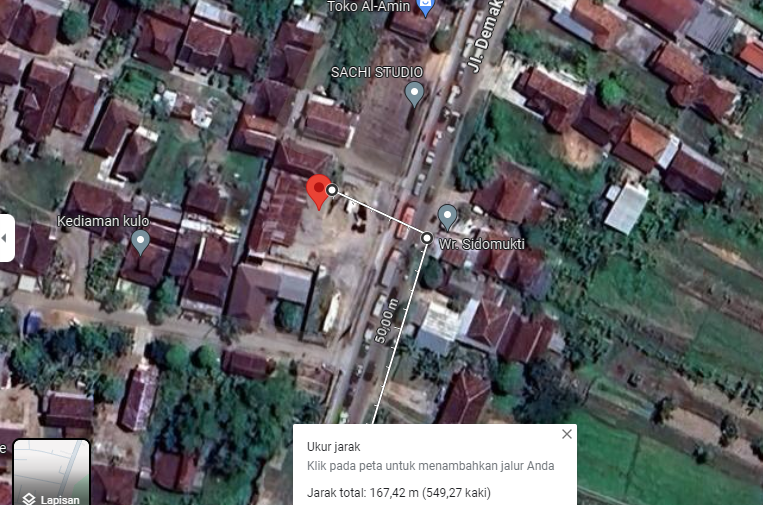 Toko Al-Amin
Jl. Demak
SACHI STUDIO
Kediaman kulo
Wr. Sidomukti
50,00 m
Ukur jarak
Klik pada peta untuk menambahkan jalur Anda
Jarak total: 167,42 m (549,27 kaki)
e
Lapisan